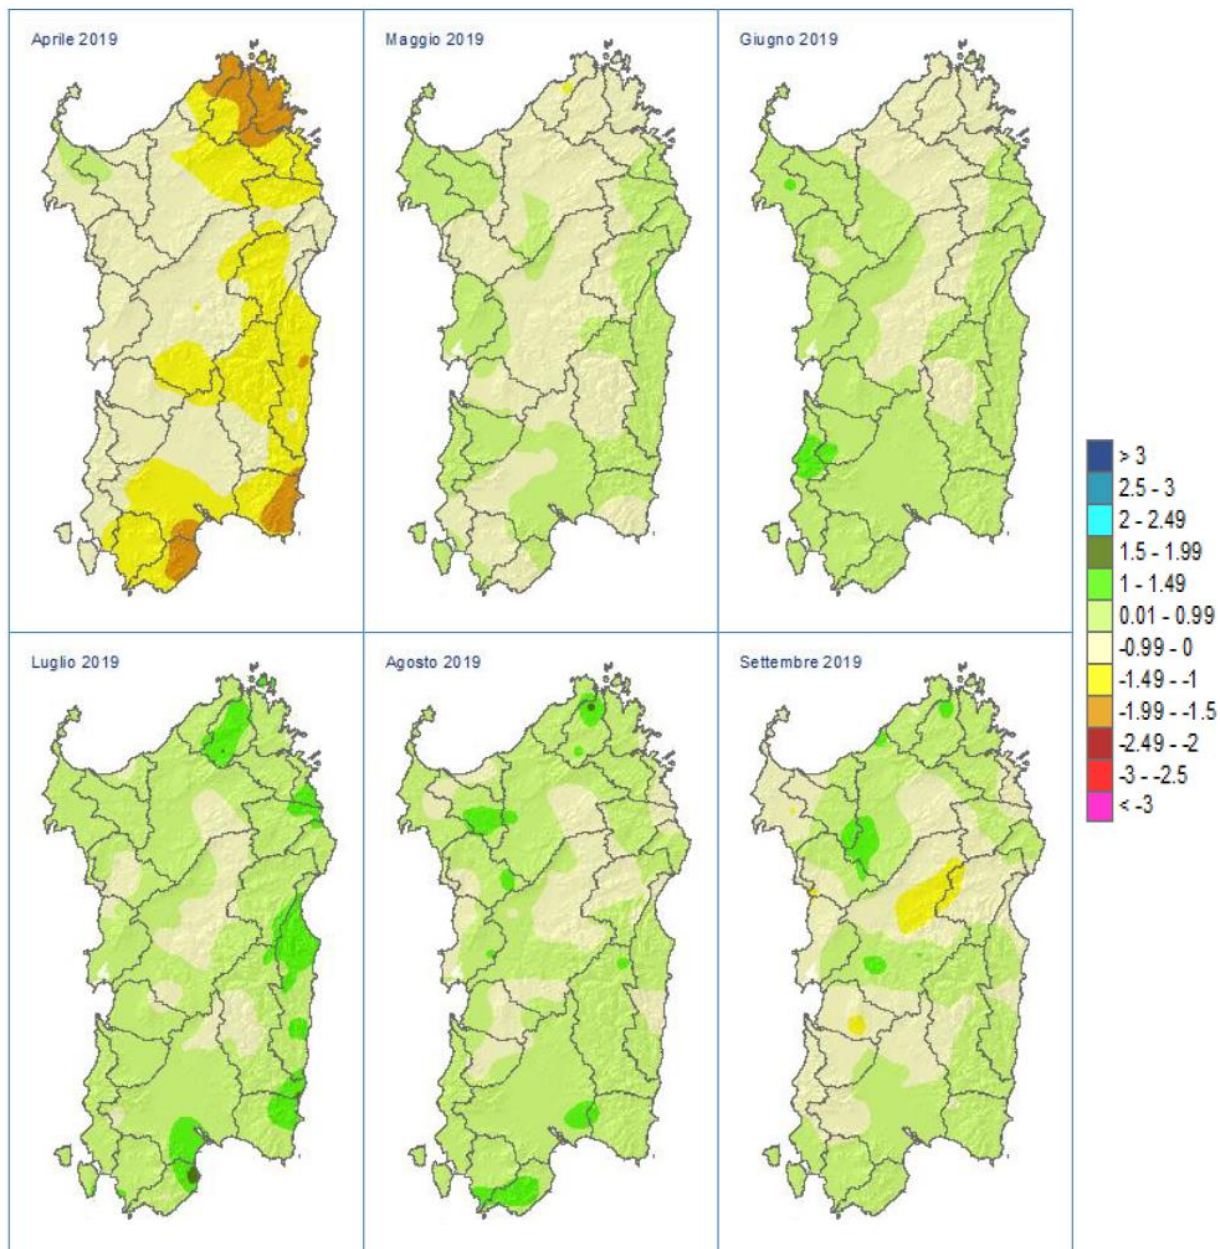 Aprile 2019
Maggio 2019
Giugno 2019
> 3
2.5 - 3
2 - 2.49
1.5 - 1.99
1 - 1.49
0.01 - 0.99
-0.99 - 0
-1.49 - -1
-1.99 - -1.5
-2.49 - -2
-3 - -2.5
< -3
Luglio 2019
Agosto 2019
Settembre 2019